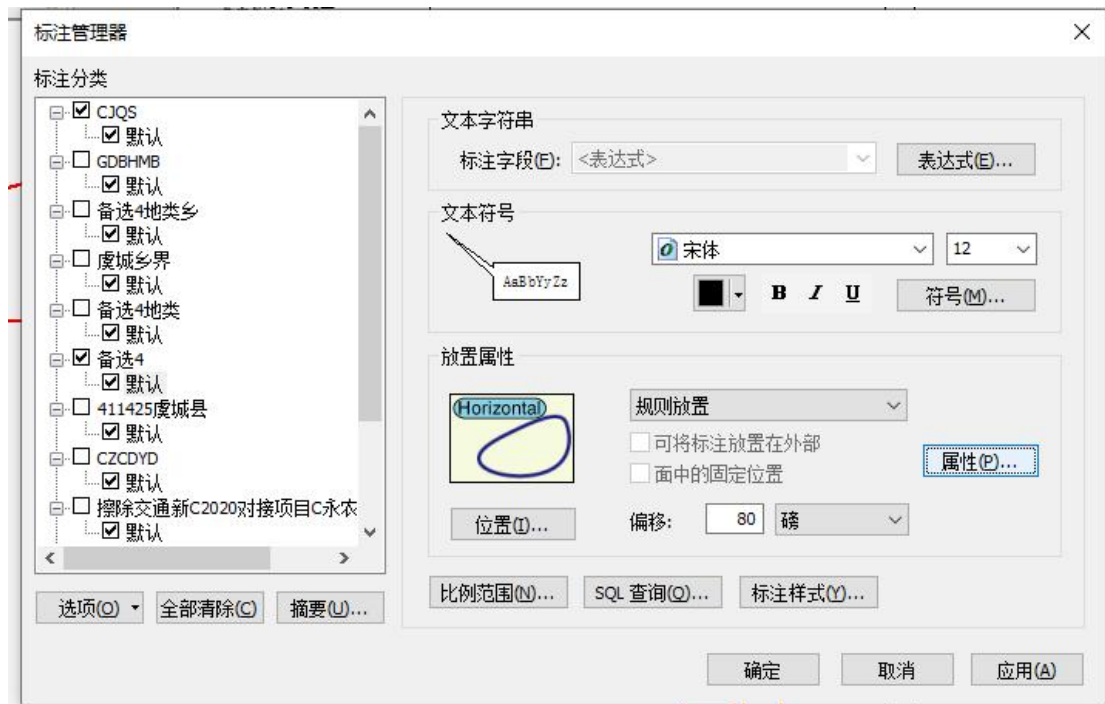 标注管理器
标注分类
CJQS
默认
GDBHMB
默认
备选4地类乡
默认
虞城乡界
默认
备选4地类
默认
备选4
默认
411425虞城县
默认
CZCDYD
默认
擦除交通新C2020对接项目C永农
默认
选项(O)
全部清除(C)
摘要(U)...
文本字符串
标注字段(F):
<表达式>
表达式(E)...
文本符号
AaBbYyZz
宋体
12
B I U
符号(M)...
放置属性
Horizontal
规则放置
可将标注放置在外部
面中的固定位置
属性(P)...
位置(I)...
偏移:
80
磅
比例范围(N)...
SQL 查询(Q)...
标注样式(Y)...
确定
取消
应用(A)